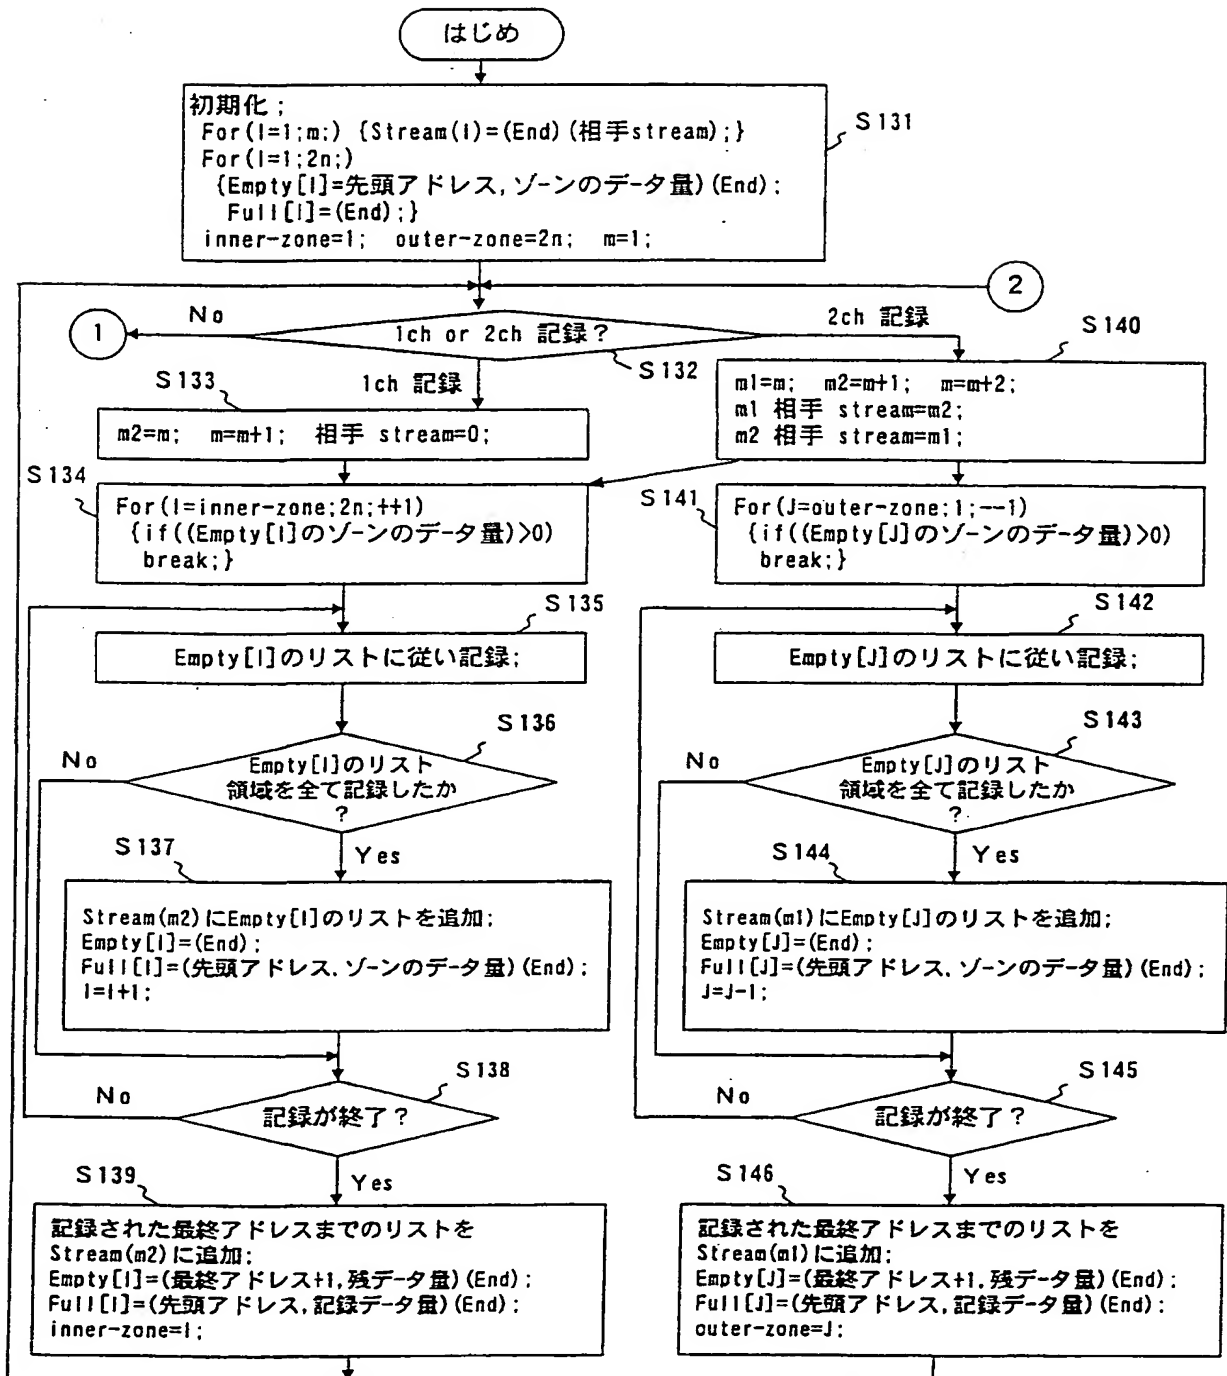 はじめ
初期化;
For(I=1;m;) {Stream(I)=(End)(相手stream);}
For(I=1;2n;)
{Empty[I]=先頭アドレス,ゾーンのデータ量)(End);
Full[I]=(End);}
inner-zone=1; outer-zone=2n; m=1;
S131
2
No
1
1ch or 2ch 記録?
2ch 記録
S132
S140
S133
1ch 記録
m2=m; m=m+1; 相手 stream=0;
m1=m; m2=m+1; m=m+2;
m1 相手 stream=m2;
m2 相手 stream=m1;
S134
For(I=inner-zone;2n;++1)
{if((Empty[I]のゾーンのデータ量)>0)
break;}
S141
For(J=outer-zone;1;--1)
{if((Empty[J]のゾーンのデータ量)>0)
break;}
S135
Empty[I]のリストに従い記録;
S142
Empty[J]のリストに従い記録;
S136
No
Empty[I]のリスト
領域を全て記録したか
?
S143
No
Empty[J]のリスト
領域を全て記録したか
?
S137
Yes
Stream(m2)にEmpty[I]のリストを追加;
Empty[I]=(End);
Full[I]=(先頭アドレス,ゾーンのデータ量)(End);
I=I+1;
S144
Yes
Stream(m1)にEmpty[J]のリストを追加;
Empty[J]=(End);
Full[J]=(先頭アドレス,ゾーンのデータ量)(End);
J=J-1;
S138
No
記録が終了?
S145
No
記録が終了?
S139
Yes
記録された最終アドレスまでのリストを
Stream(m2)に追加;
Empty[I]=(最終アドレス+1,残データ量)(End);
Full[I]=(先頭アドレス,記録データ量)(End);
inner-zone=I;
S146
Yes
記録された最終アドレスまでのリストを
Stream(m1)に追加;
Empty[J]=(最終アドレス+1,残データ量)(End);
Full[J]=(先頭アドレス,記録データ量)(End);
outer-zone=J;